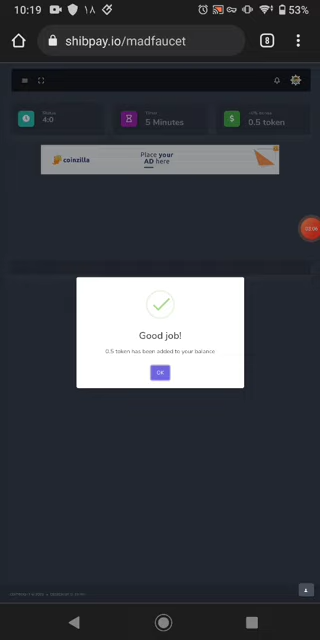 10:19
١٨
53%
shibpay.io/madfaucet
8
Status
4:0
Timer
5 Minutes
0.5 token
coinzilla
Place your
AD here
Good job!
0.5 token has been added to your balance
OK